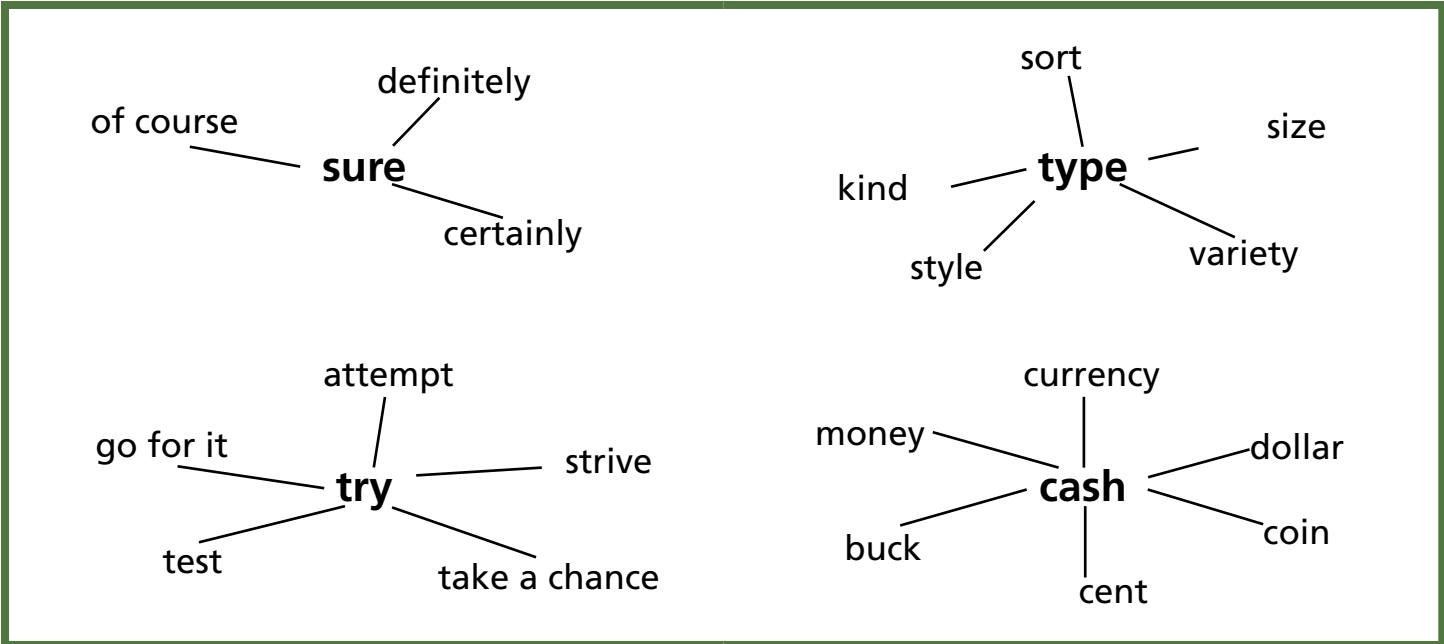 definitely
of course
sure
certainly
sort
size
type
kind
variety
style
attempt
go for it
strive
try
test
take a chance
currency
money
dollar
cash
coin
buck
cent